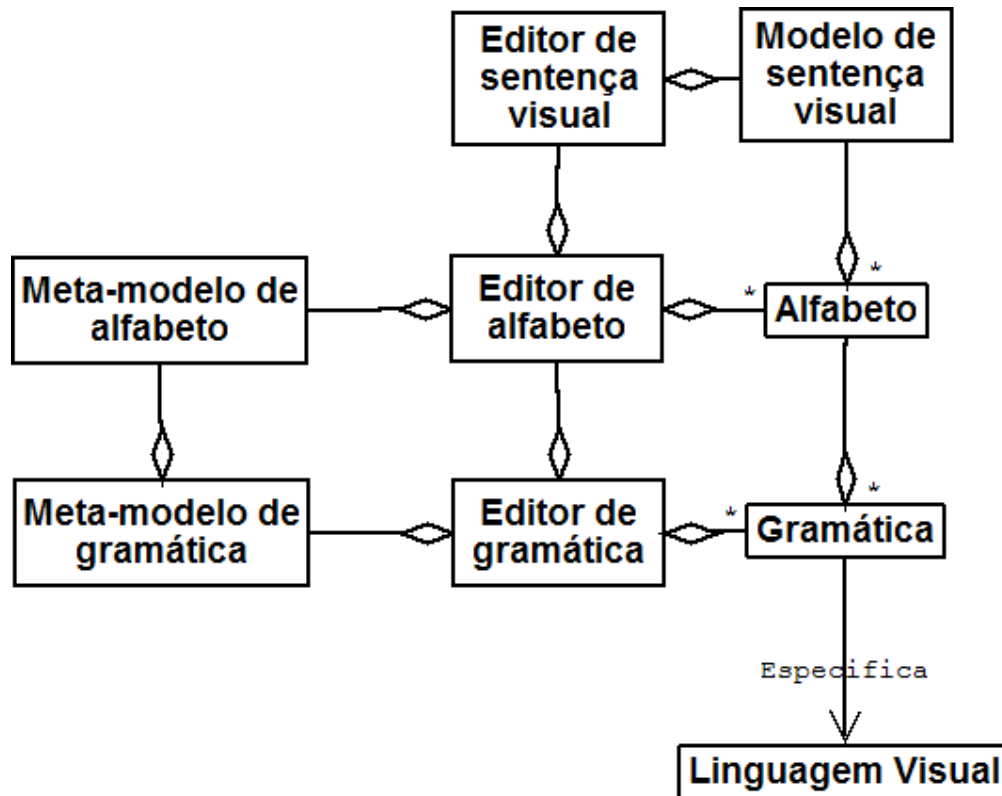 Editor de
sentença
visual
Modelo de
sentença
visual
Meta-modelo de
alfabeto
Editor de
alfabeto
*
*
Alfabeto
Meta-modelo de
gramática
Editor de
gramática
*
*
Gramática
Especifica
Linguagem Visual